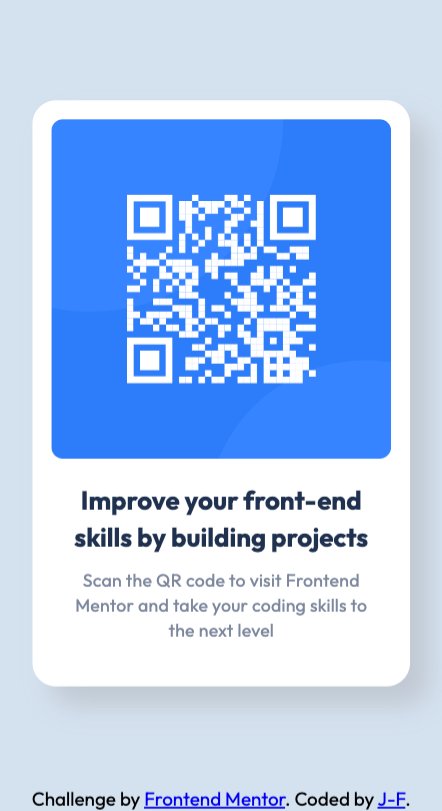 Improve your front-end
skills by building projects
Scan the QR code to visit Frontend
Mentor and take your coding skills to
the next level
Challenge by Frontend Mentor. Coded by J-F.